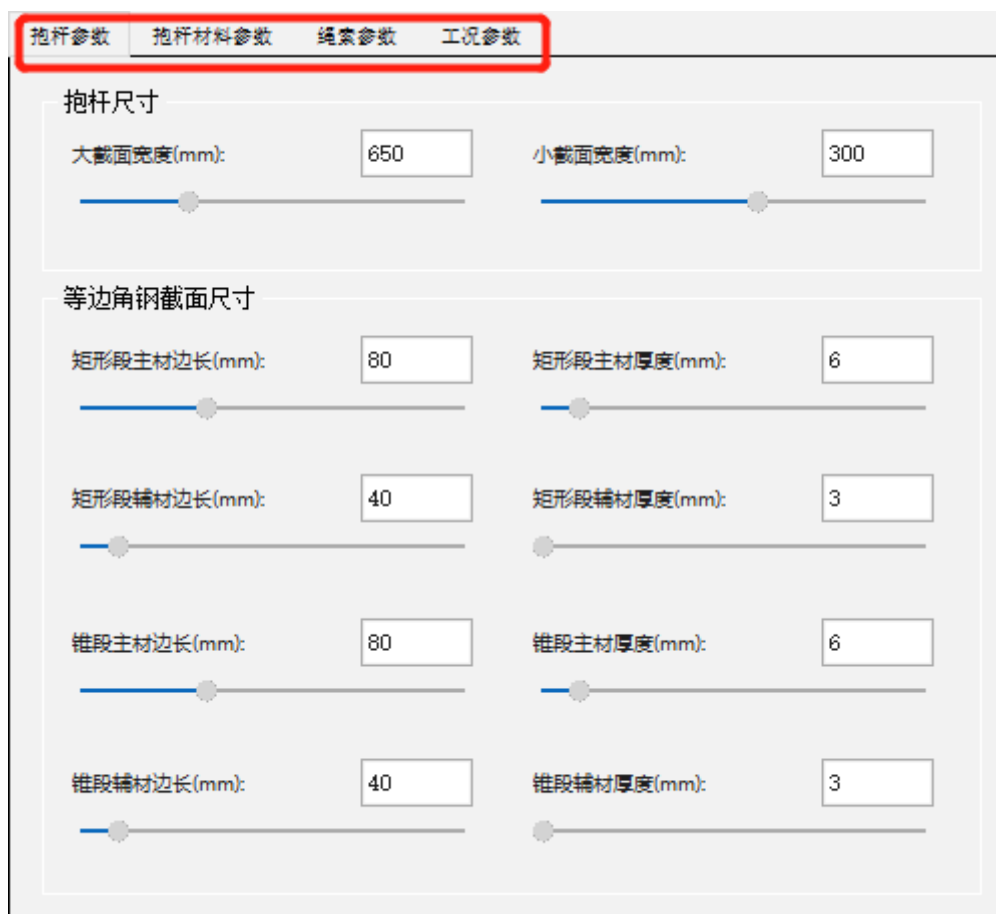 抱杆参数 抱杆材料参数 绳索参数 工况参数
抱杆尺寸
大截面宽度(mm): 650 小截面宽度(mm): 300
等边角钢截面尺寸
矩形段主材边长(mm): 80 矩形段主材厚度(mm): 6
矩形段辅材边长(mm): 40 矩形段辅材厚度(mm): 3
锥段主材边长(mm): 80 锥段主材厚度(mm): 6
锥段辅材边长(mm): 40 锥段辅材厚度(mm): 3